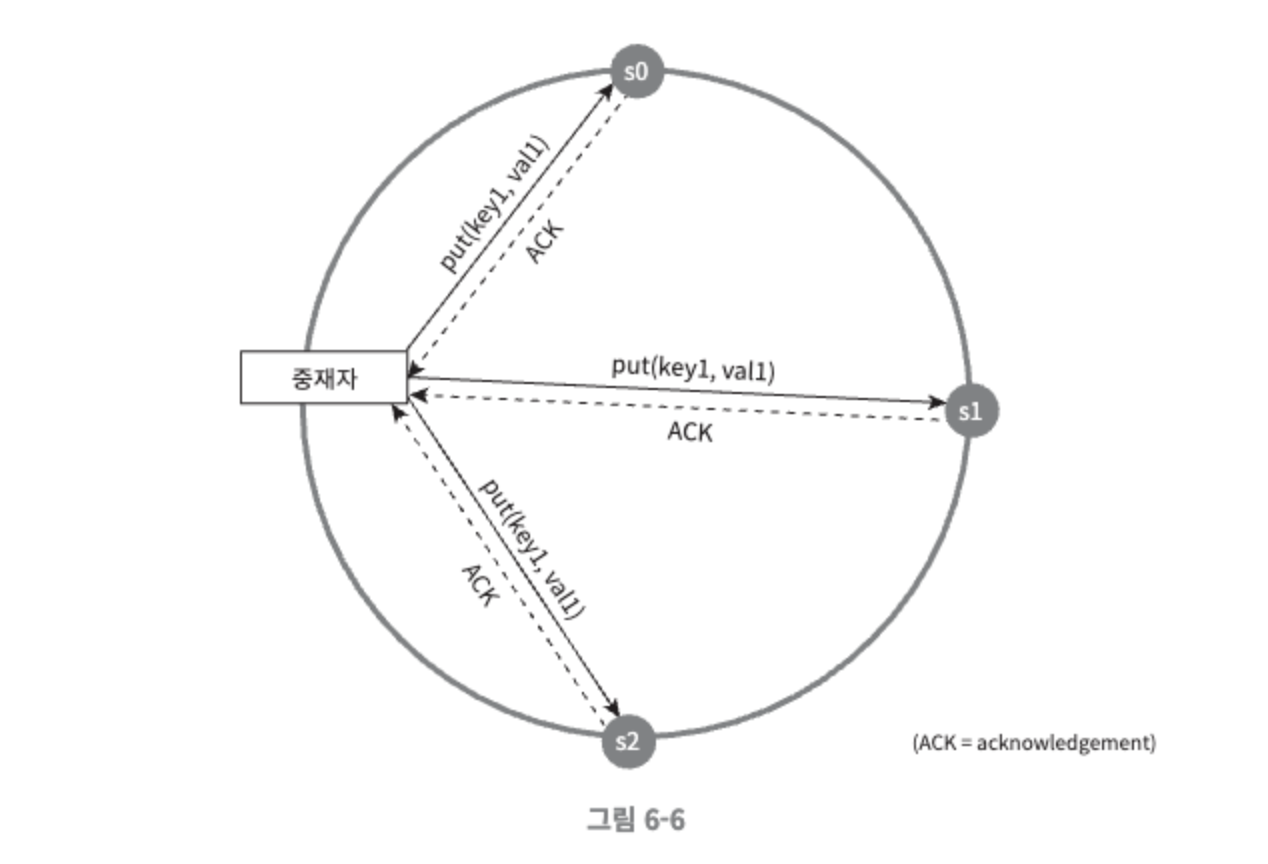 s0
put(key1, val1)
ACK
중재자
put(key1, val1)
s1
ACK
put(key1, val1)
ACK
s2
(ACK = acknowledgement)
그림 6-6